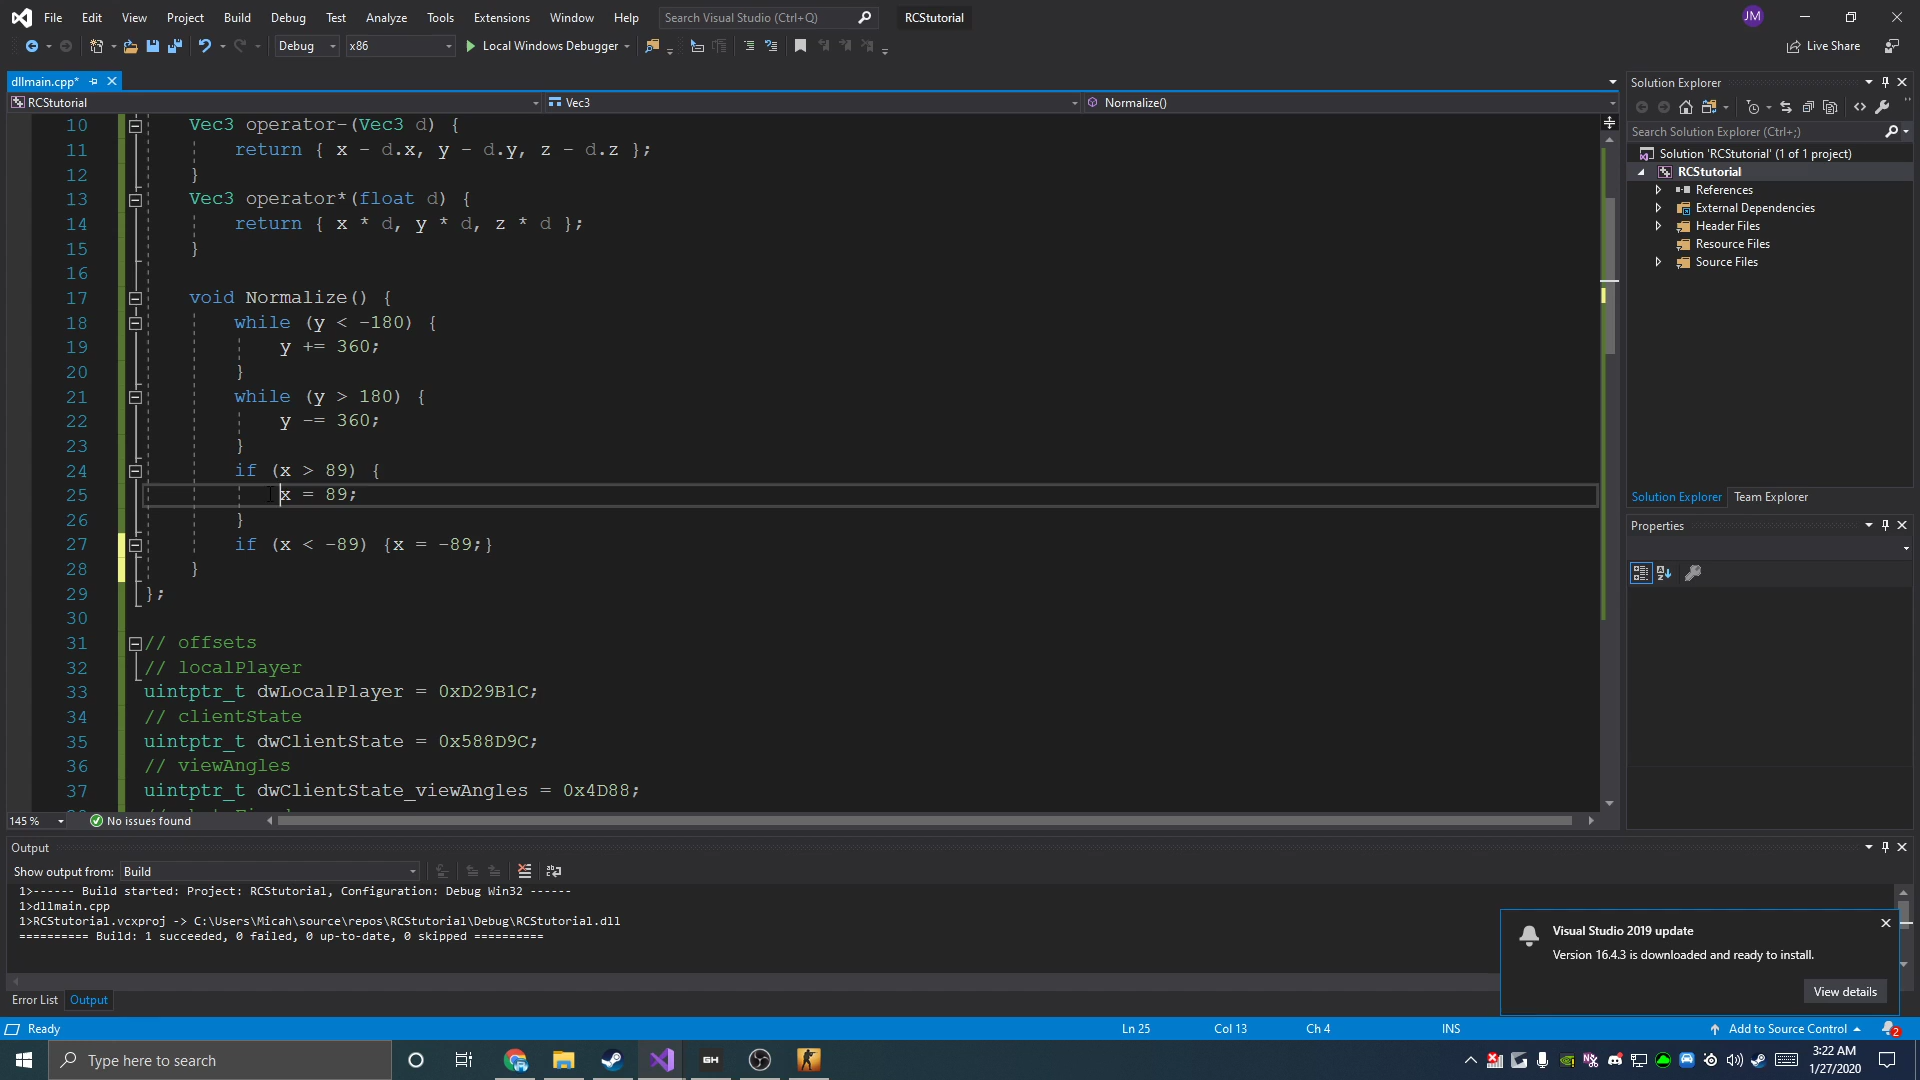 File Edit View Project Build Debug Test Analyze Tools Extensions Window Help Search Visual Studio (Ctrl+Q) RCStutorial JM
Debug x86 Local Windows Debugger Live Share
dllmain.cpp*
RCStutorial Vec3 Normalize()
10 Vec3 operator-(Vec3 d) {
11 return { x - d.x, y - d.y, z - d.z };
12 }
13 Vec3 operator*(float d) {
14 return { x * d, y * d, z * d };
15 }
16
17 void Normalize() {
18 while (y < -180) {
19 y += 360;
20 }
21 while (y > 180) {
22 y -= 360;
23 }
24 if (x > 89) {
25 x = 89;
26 }
27 if (x < -89) {x = -89;}
28 }
29 };
30
31 // offsets
32 // localPlayer
33 uintptr_t dwLocalPlayer = 0xD29B1C;
34 // clientState
35 uintptr_t dwClientState = 0x588D9C;
36 // viewAngles
37 uintptr_t dwClientState_viewAngles = 0x4D88;
145 % No issues found
Solution Explorer
Search Solution Explorer (Ctrl+;)
Solution 'RCStutorial' (1 of 1 project)
RCStutorial
References
External Dependencies
Header Files
Resource Files
Source Files
Solution Explorer Team Explorer
Properties
Output
Show output from: Build
1>------ Build started: Project: RCStutorial, Configuration: Debug Win32 ------
1>dllmain.cpp
1>RCStutorial.vcxproj -> C:\Users\Micah\source\repos\RCStutorial\Debug\RCStutorial.dll
========== Build: 1 succeeded, 0 failed, 0 up-to-date, 0 skipped ==========
Visual Studio 2019 update
Version 16.4.3 is downloaded and ready to install.
View details
Error List Output
Ready Ln 25 Col 13 Ch 4 INS Add to Source Control 2
Type here to search GH 3:22 AM
1/27/2020